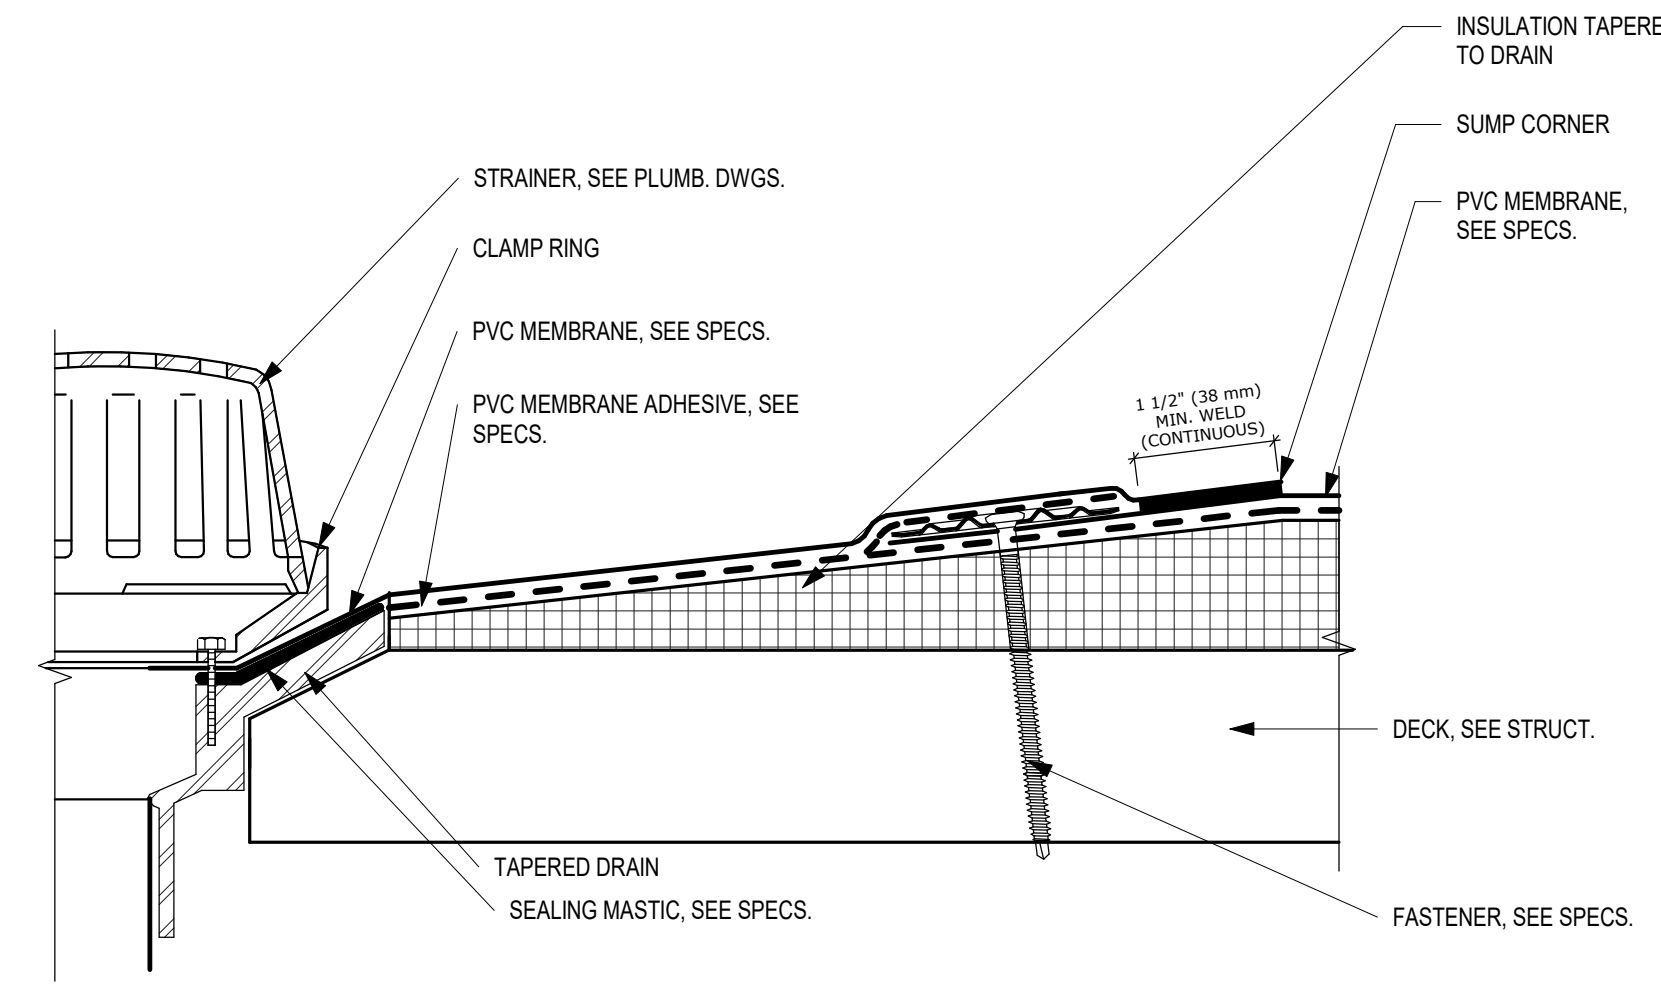 INSULATION TAPERE
TO DRAIN
SUMP CORNER
STRAINER, SEE PLUMB. DWGS.
PVC MEMBRANE,
SEE SPECS.
CLAMP RING
PVC MEMBRANE, SEE SPECS.
PVC MEMBRANE ADHESIVE, SEE
SPECS.
1 1/2" (38 mm)
MIN. WELD
(CONTINUOUS)
DECK, SEE STRUCT.
TAPERED DRAIN
SEALING MASTIC, SEE SPECS.
FASTENER, SEE SPECS.